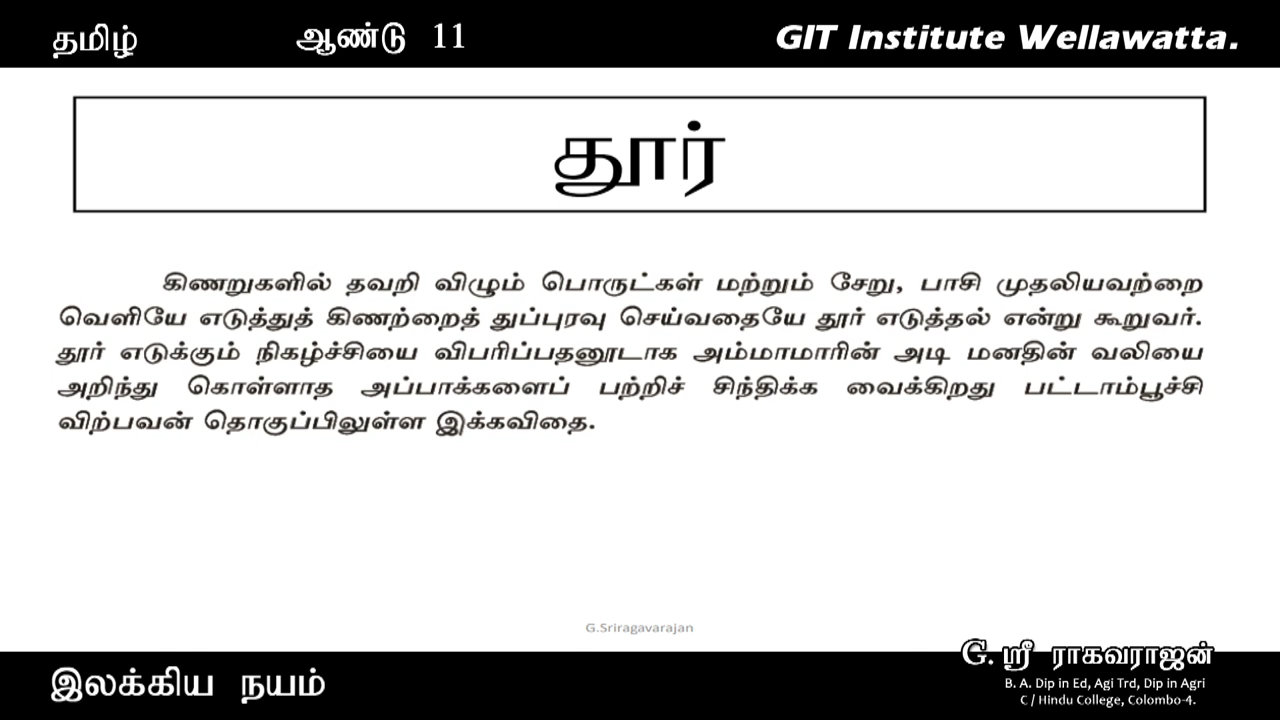 தமிழ் ஆண்டு 11 GIT Institute Wellawatta.
தூர்
கிணறுகளில் தவறி விழும் பொருட்கள் மற்றும் சேறு, பாசி முதலியவற்றை
வெளியே எடுத்துத் கிணற்றைத் துப்புரவு செய்வதையே தூர் எடுத்தல் என்று கூறுவர்.
தூர் எடுக்கும் நிகழ்ச்சியை விபரிப்பதனூடாக அம்மாமாரின் அடி மனதின் வலியை
அறிந்து கொள்ளாத அப்பாக்களைப் பற்றிச் சிந்திக்க வைக்கிறது பட்டாம்பூச்சி
விற்பவன் தொகுப்பிலுள்ள இக்கவிதை.
G.Sriragavarajan
இலக்கிய நயம்
G. ஸ்ரீ ராகவராஜன்
B. A. Dip in Ed, Agi Trd, Dip in Agri
C / Hindu College, Colombo-4.